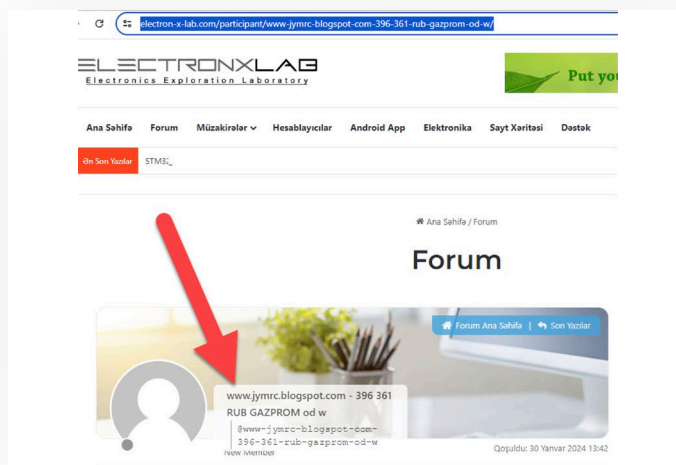 electron-x-lab.com/participant/www-jymrc-blogspot-com-396-361-rub-gazprom-od-w/
ELECTRONXLAB
Electronics Exploration Laboratory
Put you
Ana Səhifə Forum Müzakirələr Hesablayıcılar Android App Elektronika Sayt Xəritəsi Dəstək
Ən Son Yazılar STM32_
Ana Səhifə / Forum
Forum
Forum Ana Səhifə | Son Yazılar
www.jymrc.blogspot.com - 396 361
RUB GAZPROM od w
@www-jymrc-blogspot-com-
396-361-rub-gazprom-od-w
New Member
Qoşuldu: 30 Yanvar 2024 13:42